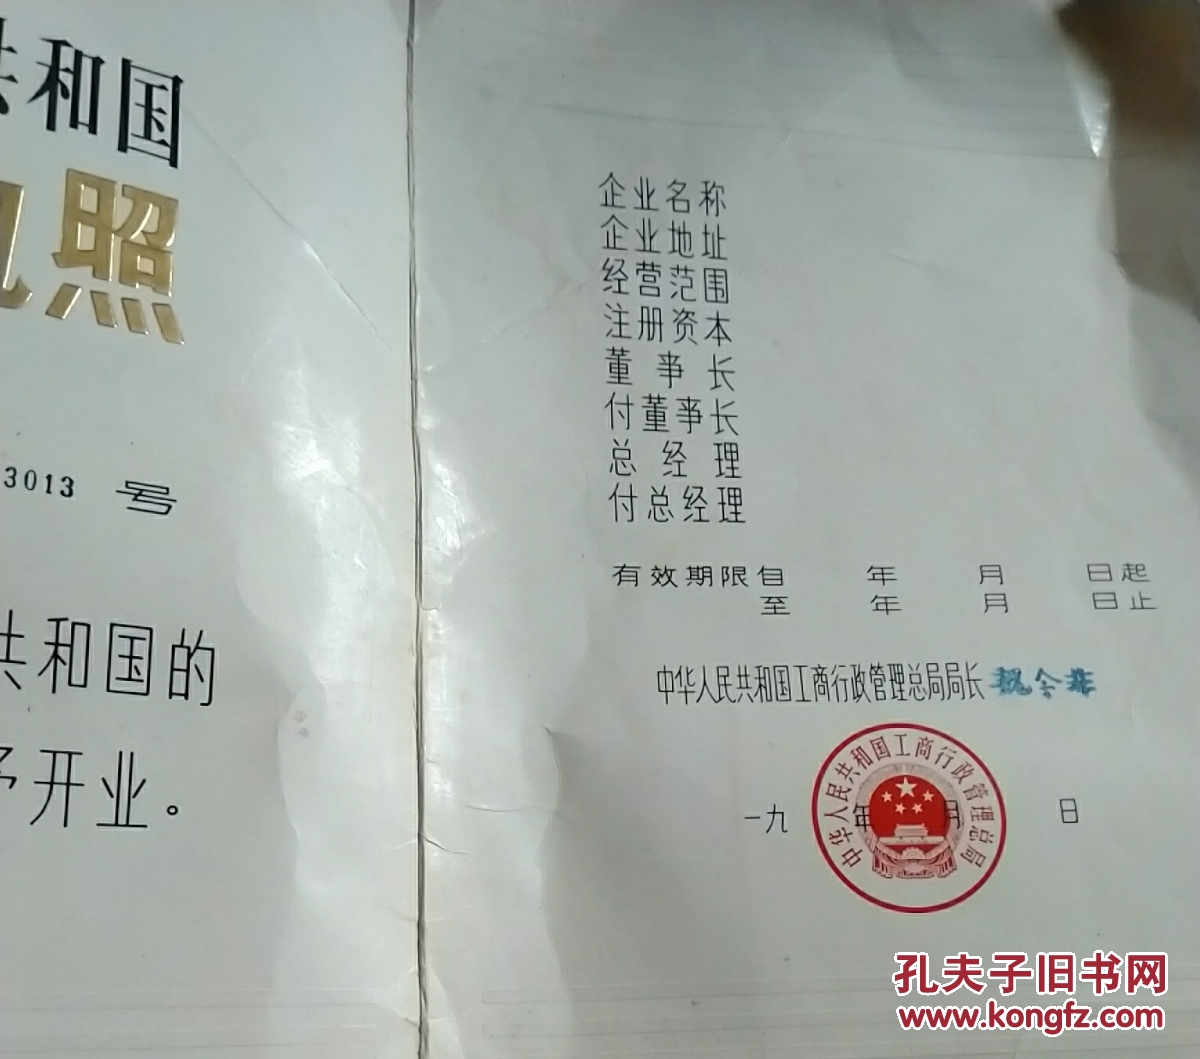 共和国
执照
3013 号
共和国的
予开业。
企业名称
企业地址
经营范围
注册资本
董事长
付董事长
总经理
付总经理
有效期限自 年 月 日起
至 年 月 日止
中华人民共和国工商行政管理总局局长 魏今非
中华人民共和国工商行政管理总局
一九 年 月 日
孔夫子旧书网
www.kongfz.com